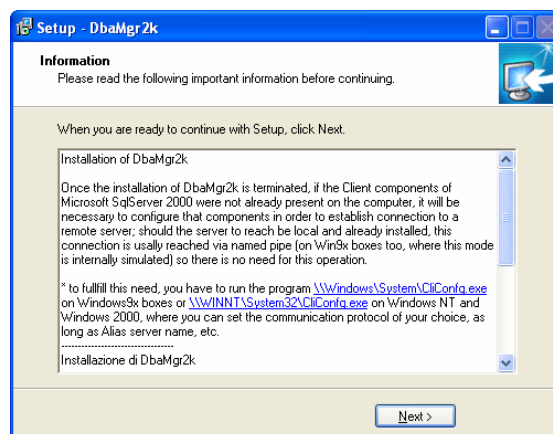 Setup - DbaMgr2k
Information
Please read the following important information before continuing.
When you are ready to continue with Setup, click Next.
Installation of DbaMgr2k
Once the installation of DbaMgr2k is terminated, if the Client components of
Microsoft SqlServer 2000 were not already present on the computer, it will be
necessary to configure that components in order to establish connection to a
remote server; should the server to reach be local and already installed, this
connection is usally reached via named pipe (on Win9x boxes too, where this mode
is internally simulated) so there is no need for this operation.
* to fullfill this need, you have to run the program \\Windows\System\CliConfg.exe
on Windows9x boxes or \\WINNT\System32\CliConfg.exe on Windows NT and
Windows 2000, where you can set the communication protocol of your choice, as
long as Alias server name, etc.
----------------------------------
Installazione di DbaMgr2k
Next >